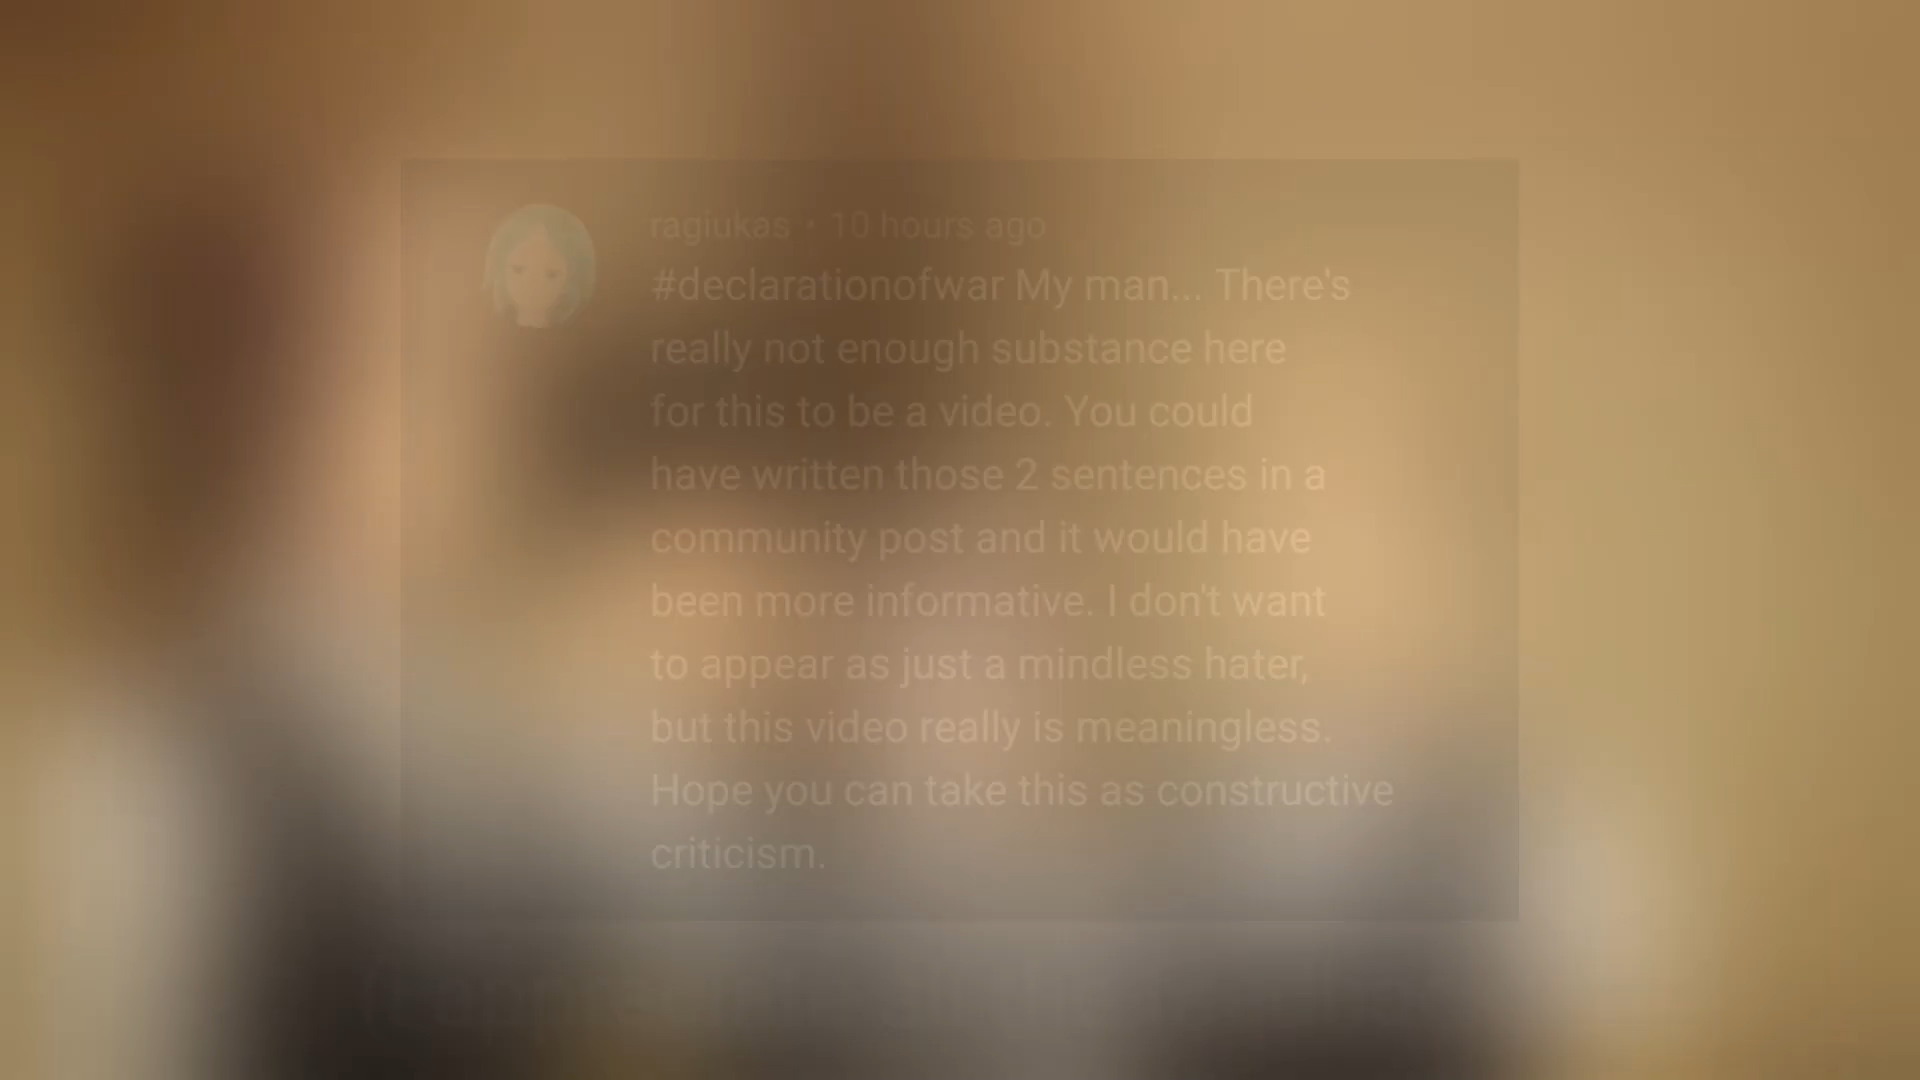 ragiukas • 10 hours ago
#declarationofwar My man... There's
really not enough substance here
for this to be a video. You could
have written those 2 sentences in a
community post and it would have
been more informative. I don't want
to appear as just a mindless hater,
but this video really is meaningless.
Hope you can take this as constructive
criticism.